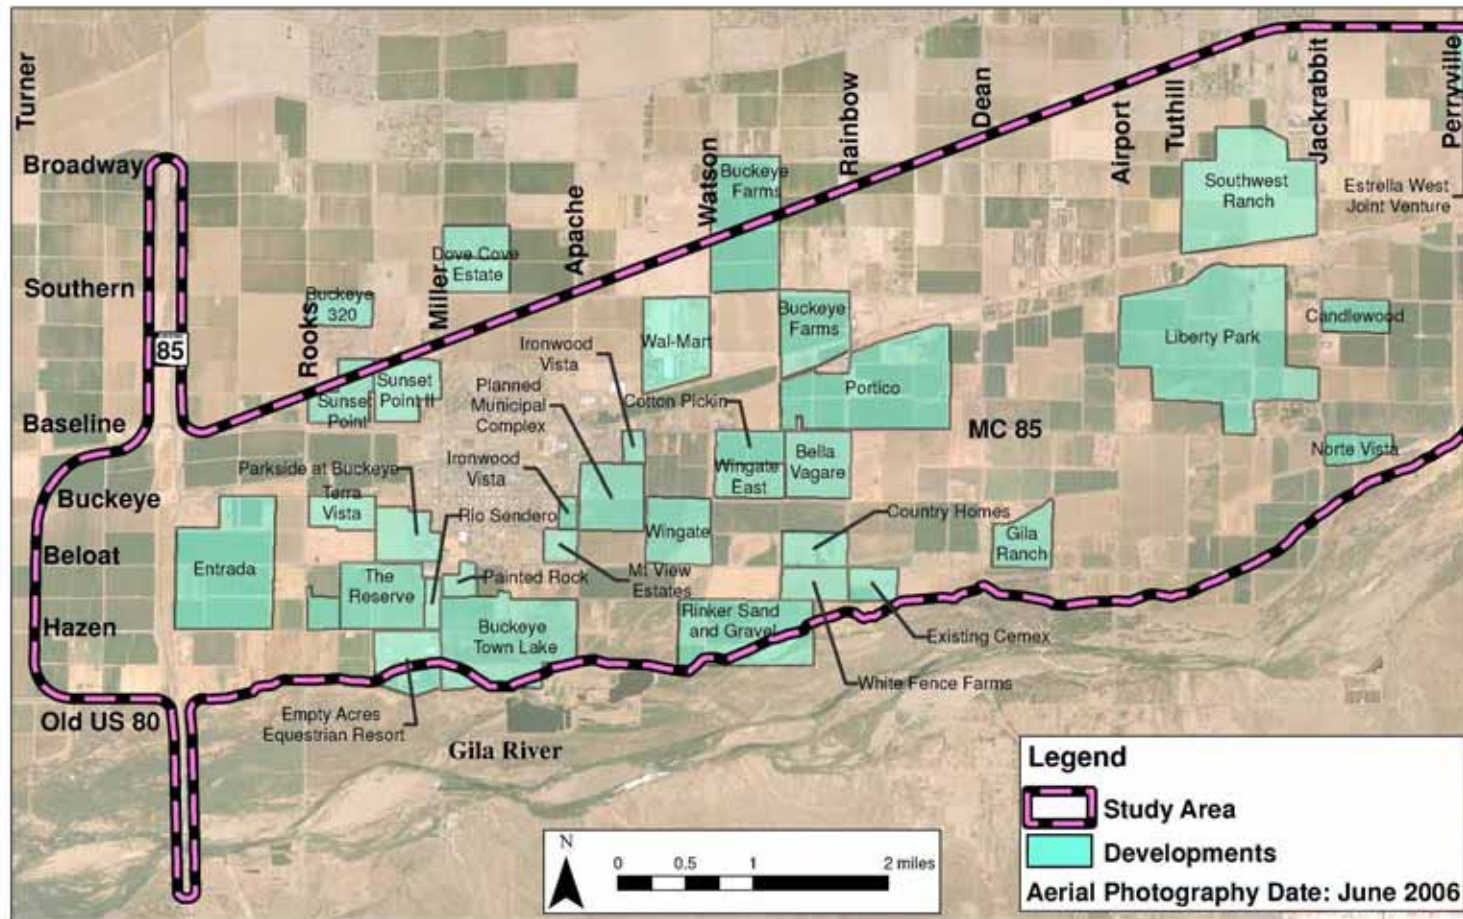 Turner
Broadway
Southern
Baseline
Buckeye
Beloat
Hazen
Old US 80
85
Rooks
Miller
Apache
Watson
Rainbow
Dean
Airport
Tuthill
Jackrabbit
Perryville
Buckeye
Farms
Southwest
Ranch
Estrella West
Joint Venture
Dove Cove
Estate
Buckeye
320
Buckeye
Farms
Candlewood
Liberty Park
Wal-Mart
Ironwood
Vista
Portico
Sunset
Point II
Sunset
Point
Planned
Municipal
Complex
Cotton Pickin
MC 85
Norte Vista
Ironwood
Vista
Bella
Vagare
Wingate
East
Parkside at Buckeye
Terra
Vista
Rio Sendero
Country Homes
Wingate
Gila
Ranch
Entrada
The
Reserve
Painted Rock
Mt View
Estates
Rinker Sand
and Gravel
Buckeye
Town Lake
Existing Cemex
White Fence Farms
Empty Acres
Equestrian Resort
Gila River
Legend
Study Area
Developments
Aerial Photography Date: June 2006
N
0 0.5 1 2 miles